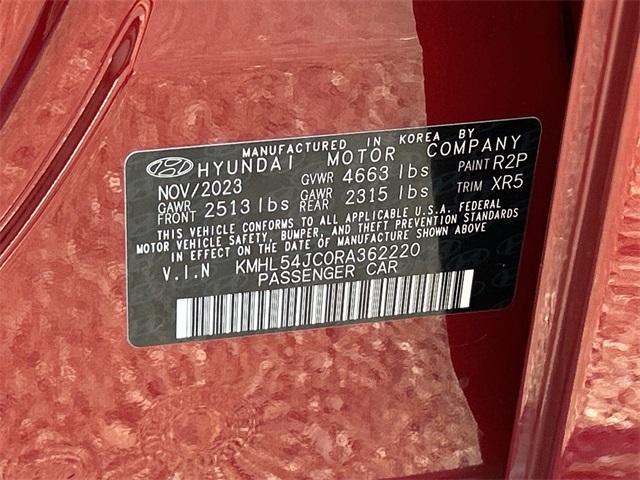 MANUFACTURED IN KOREA BY
HYUNDAI MOTOR COMPANY
NOV/2023 GVWR 4663 lbs PAINT R2P
GAWR FRONT 2513 lbs GAWR REAR 2315 lbs TRIM XR5
THIS VEHICLE CONFORMS TO ALL APPLICABLE U.S.A. FEDERAL
MOTOR VEHICLE SAFETY, BUMPER, AND THEFT PREVENTION STANDARDS
IN EFFECT ON THE DATE OF MANUFACTURE SHOWN ABOVE
V.I.N KMHL54JC0RA362220
PASSENGER CAR